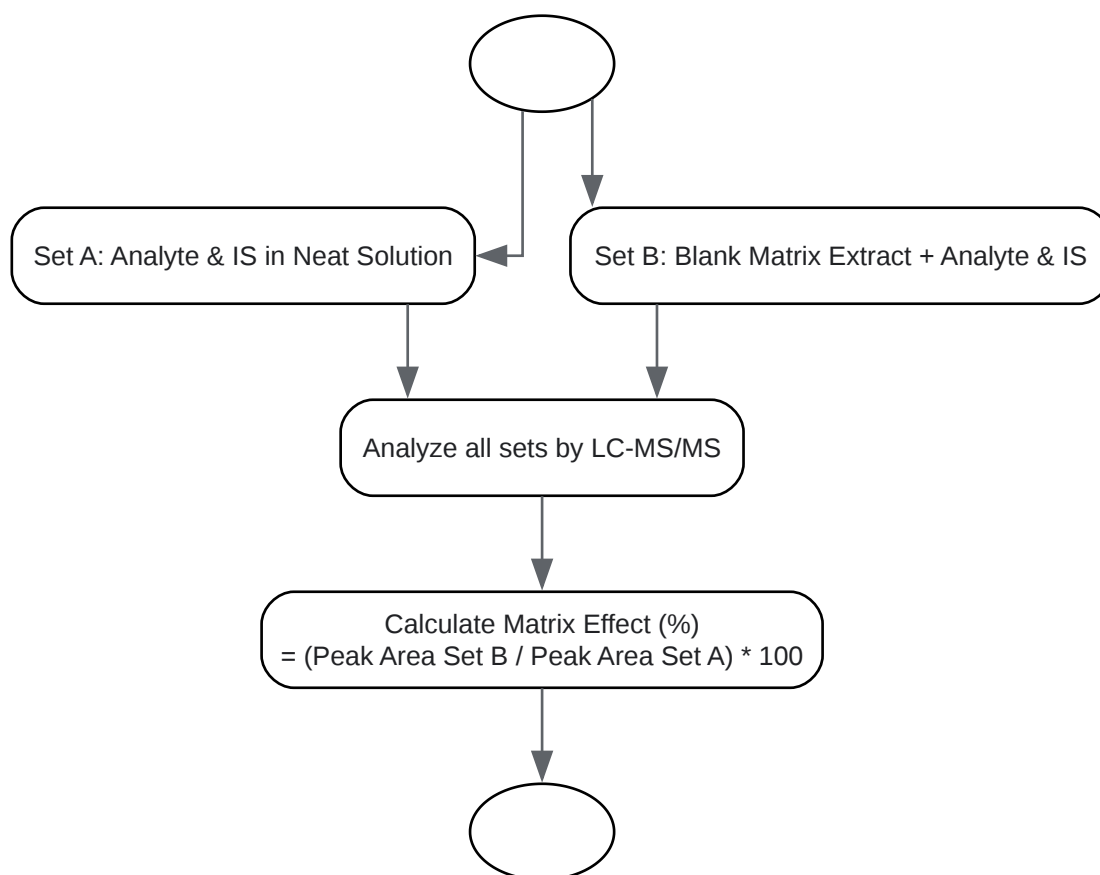 Set A: Analyte & IS in Neat Solution
Set B: Blank Matrix Extract + Analyte & IS
Analyze all sets by LC-MS/MS
Calculate Matrix Effect (%)
= (Peak Area Set B / Peak Area Set A) * 100